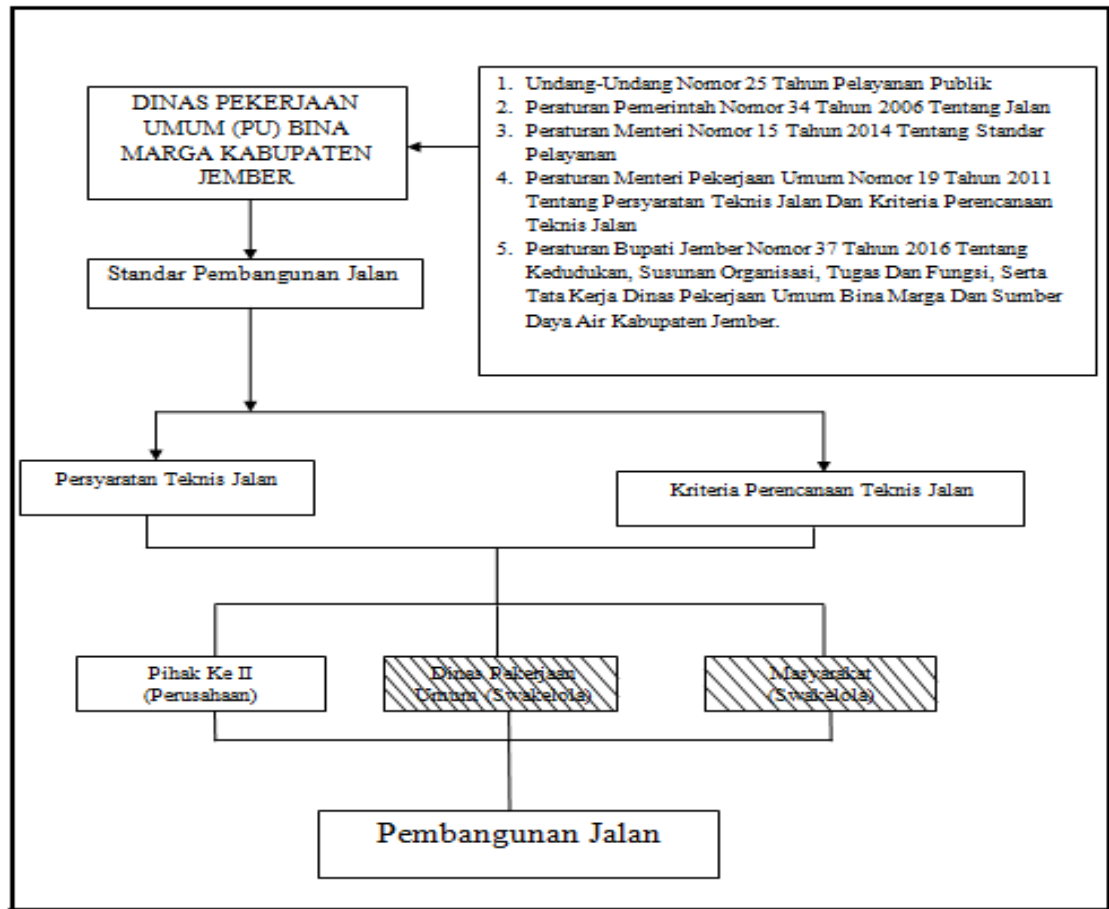 DINAS PEKERJAAN
UMUM (PU) BINA
MARGA KABUPATEN
JEMBER
1. Undang-Undang Nomor 25 Tahun Pelayanan Publik
2. Peraturan Pemerintah Nomor 34 Tahun 2006 Tentang Jalan
3. Peraturan Menteri Nomor 15 Tahun 2014 Tentang Standar
Pelayanan
4. Peraturan Menteri Pekerjaan Umum Nomor 19 Tahun 2011
Tentang Persyaratan Teknis Jalan Dan Kriteria Perencanaan
Teknis Jalan
5. Peraturan Bupati Jember Nomor 37 Tahun 2016 Tentang
Kedudukan, Susunan Organisasi, Tugas Dan Fungsi, Serta
Tata Kerja Dinas Pekerjaan Umum Bina Marga Dan Sumber
Daya Air Kabupaten Jember.
Standar Pembangunan Jalan
Persyaratan Teknis Jalan
Kriteria Perencanaan Teknis Jalan
Pihak Ke II
(Perusahaan)
Dinas Pekerjaan
Umum (Swakelola)
Masyarakat
(Swakelola)
Pembangunan Jalan